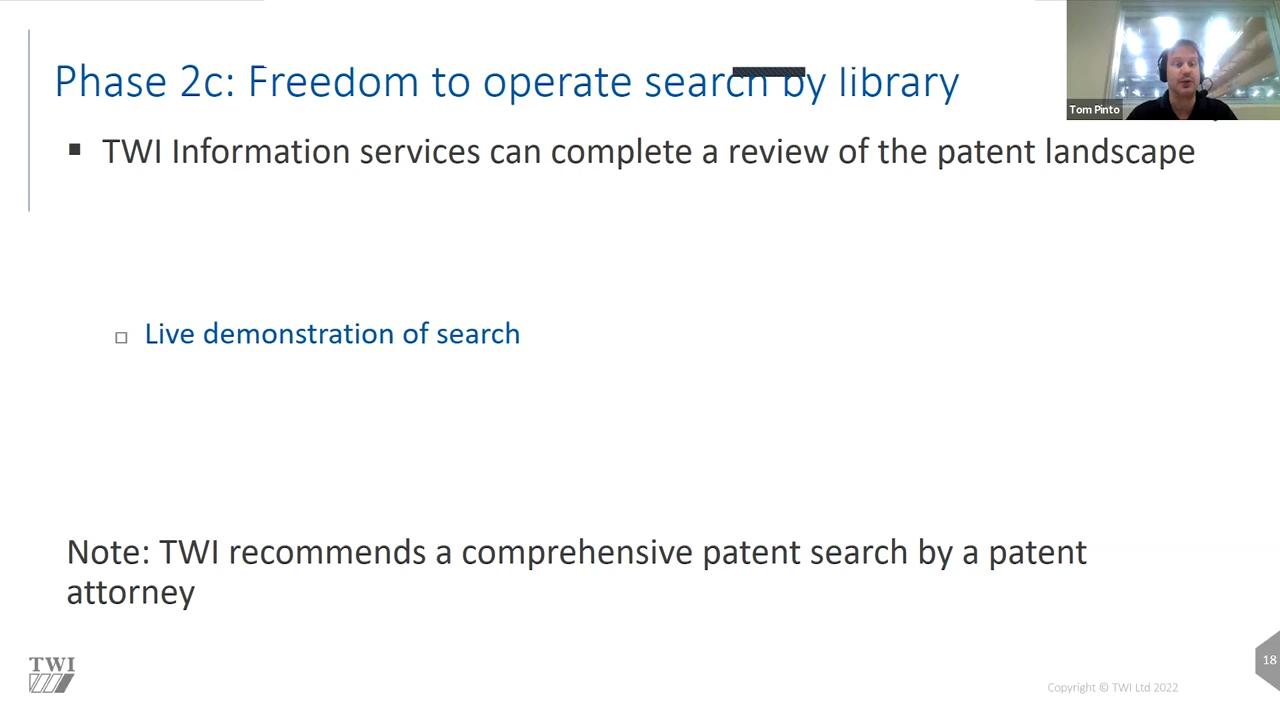 Phase 2c: Freedom to operate search by library
Tom Pinto
▪ TWI Information services can complete a review of the patent landscape
□ Live demonstration of search
Note: TWI recommends a comprehensive patent search by a patent
attorney
TWI
18
Copyright © TWI Ltd 2022